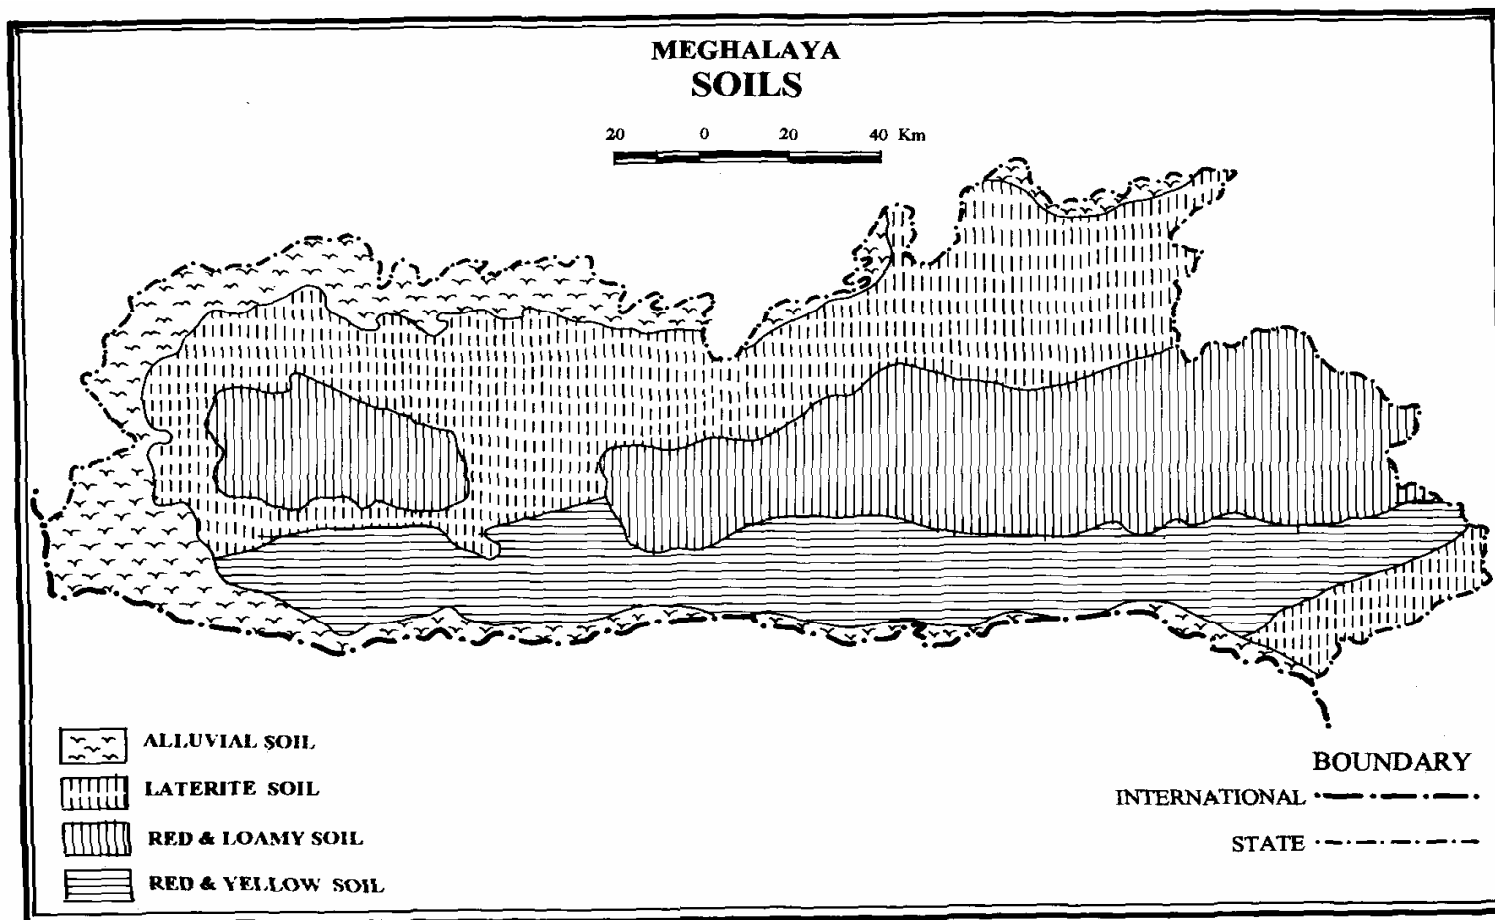 MEGHALAYA
SOILS
20 0 20 40 Km
ALLUVIAL SOIL
LATERITE SOIL
RED & LOAMY SOIL
RED & YELLOW SOIL
BOUNDARY
INTERNATIONAL
STATE